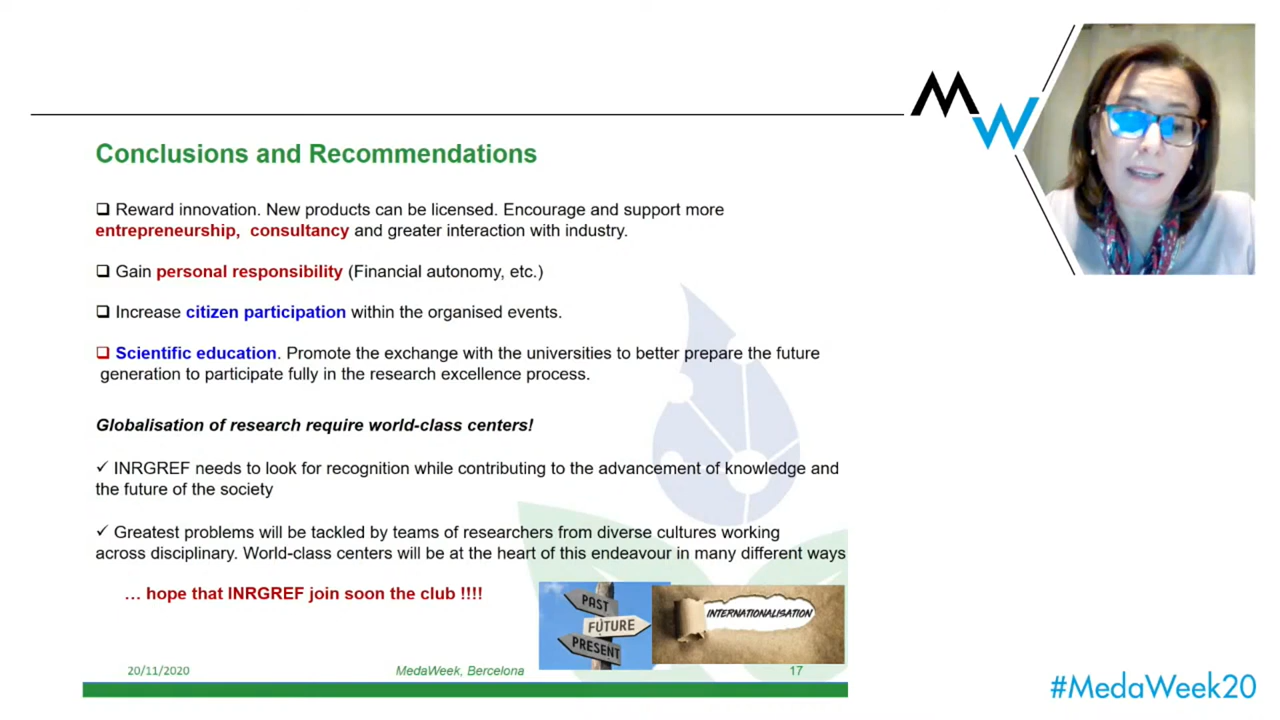 MW
Conclusions and Recommendations
Reward innovation. New products can be licensed. Encourage and support more
entrepreneurship, consultancy and greater interaction with industry.
Gain personal responsibility (Financial autonomy, etc.)
Increase citizen participation within the organised events.
Scientific education. Promote the exchange with the universities to better prepare the future
generation to participate fully in the research excellence process.
Globalisation of research require world-class centers!
✓ INRGREF needs to look for recognition while contributing to the advancement of knowledge and
the future of the society
✓ Greatest problems will be tackled by teams of researchers from diverse cultures working
across disciplinary. World-class centers will be at the heart of this endeavour in many different ways
… hope that INRGREF join soon the club !!!!
PAST
FUTURE
PRESENT
INTERNATIONALISATION
20/11/2020
MedaWeek, Bercelona
17
#MedaWeek20